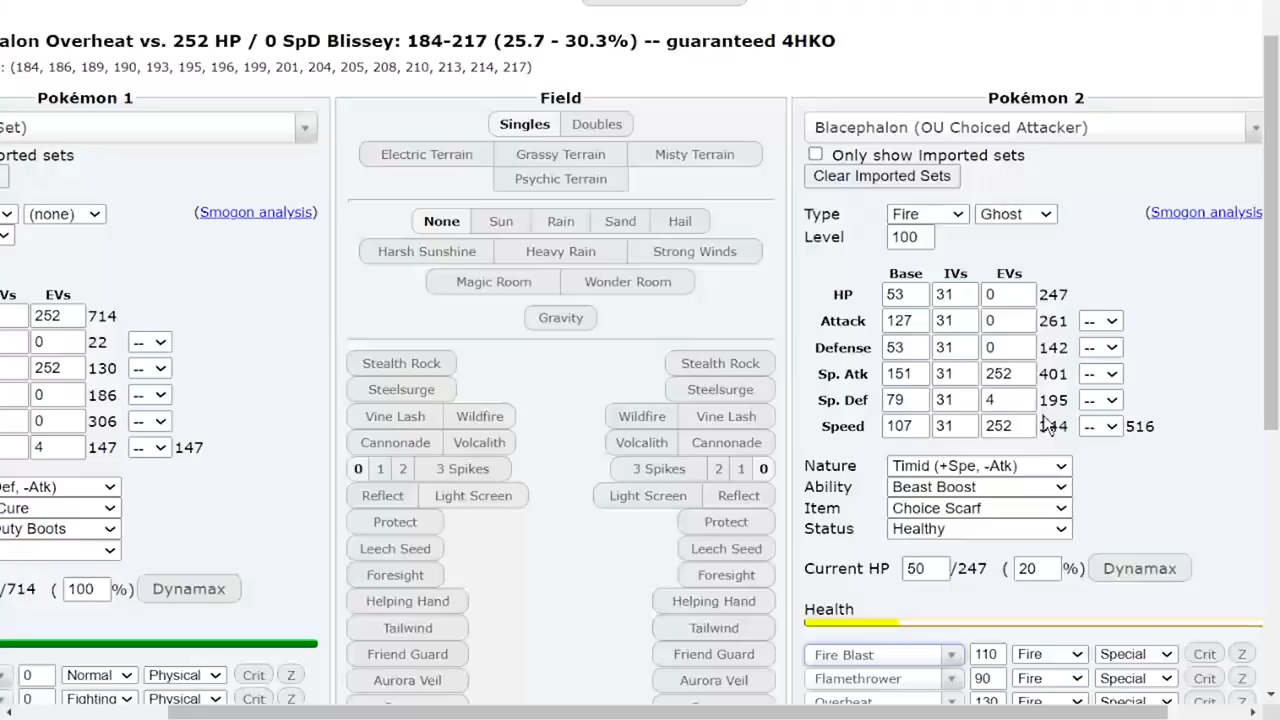 alon Overheat vs. 252 HP / 0 SpD Blissey: 184-217 (25.7 - 30.3%) -- guaranteed 4HKO
: (184, 186, 189, 190, 193, 195, 196, 199, 201, 204, 205, 208, 210, 213, 214, 217)
Pokémon 1
Set)
orted sets
(none)
(Smogon analysis)
Vs EVs
252 714
0 22 --
252 130 --
0 186 --
0 306 --
4 147 -- 147
Def, -Atk)
Cure
Duty Boots
/714 ( 100 %) Dynamax
0 Normal Physical Crit Z
0 Fighting Physical Crit Z
Field
Singles Doubles
Electric Terrain Grassy Terrain Misty Terrain
Psychic Terrain
None Sun Rain Sand Hail
Harsh Sunshine Heavy Rain Strong Winds
Magic Room Wonder Room
Gravity
Stealth Rock Stealth Rock
Steelsurge Steelsurge
Vine Lash Wildfire Wildfire Vine Lash
Cannonade Volcalith Volcalith Cannonade
0 1 2 3 Spikes 3 Spikes 2 1 0
Reflect Light Screen Light Screen Reflect
Protect Protect
Leech Seed Leech Seed
Foresight Foresight
Helping Hand Helping Hand
Tailwind Tailwind
Friend Guard Friend Guard
Aurora Veil Aurora Veil
Pokémon 2
Blacephalon (OU Choiced Attacker)
Only show Imported sets
Clear Imported Sets
Type Fire Ghost (Smogon analysis
Level 100
Base IVs EVs
HP 53 31 0 247
Attack 127 31 0 261 --
Defense 53 31 0 142 --
Sp. Atk 151 31 252 401 --
Sp. Def 79 31 4 195 --
Speed 107 31 252 -- 516
Nature Timid (+Spe, -Atk)
Ability Beast Boost
Item Choice Scarf
Status Healthy
Current HP 50 /247 ( 20 %) Dynamax
Health
Fire Blast 110 Fire Special Crit Z
Flamethrower 90 Fire Special Crit Z
Overheat 130 Fire Special